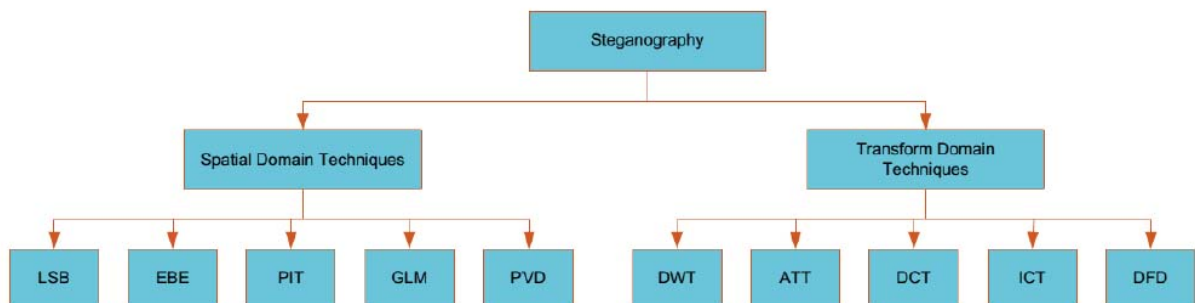 Steganography
Spatial Domain Techniques
Transform Domain
Techniques
LSB
EBE
PIT
GLM
PVD
DWT
ATT
DCT
ICT
DFD